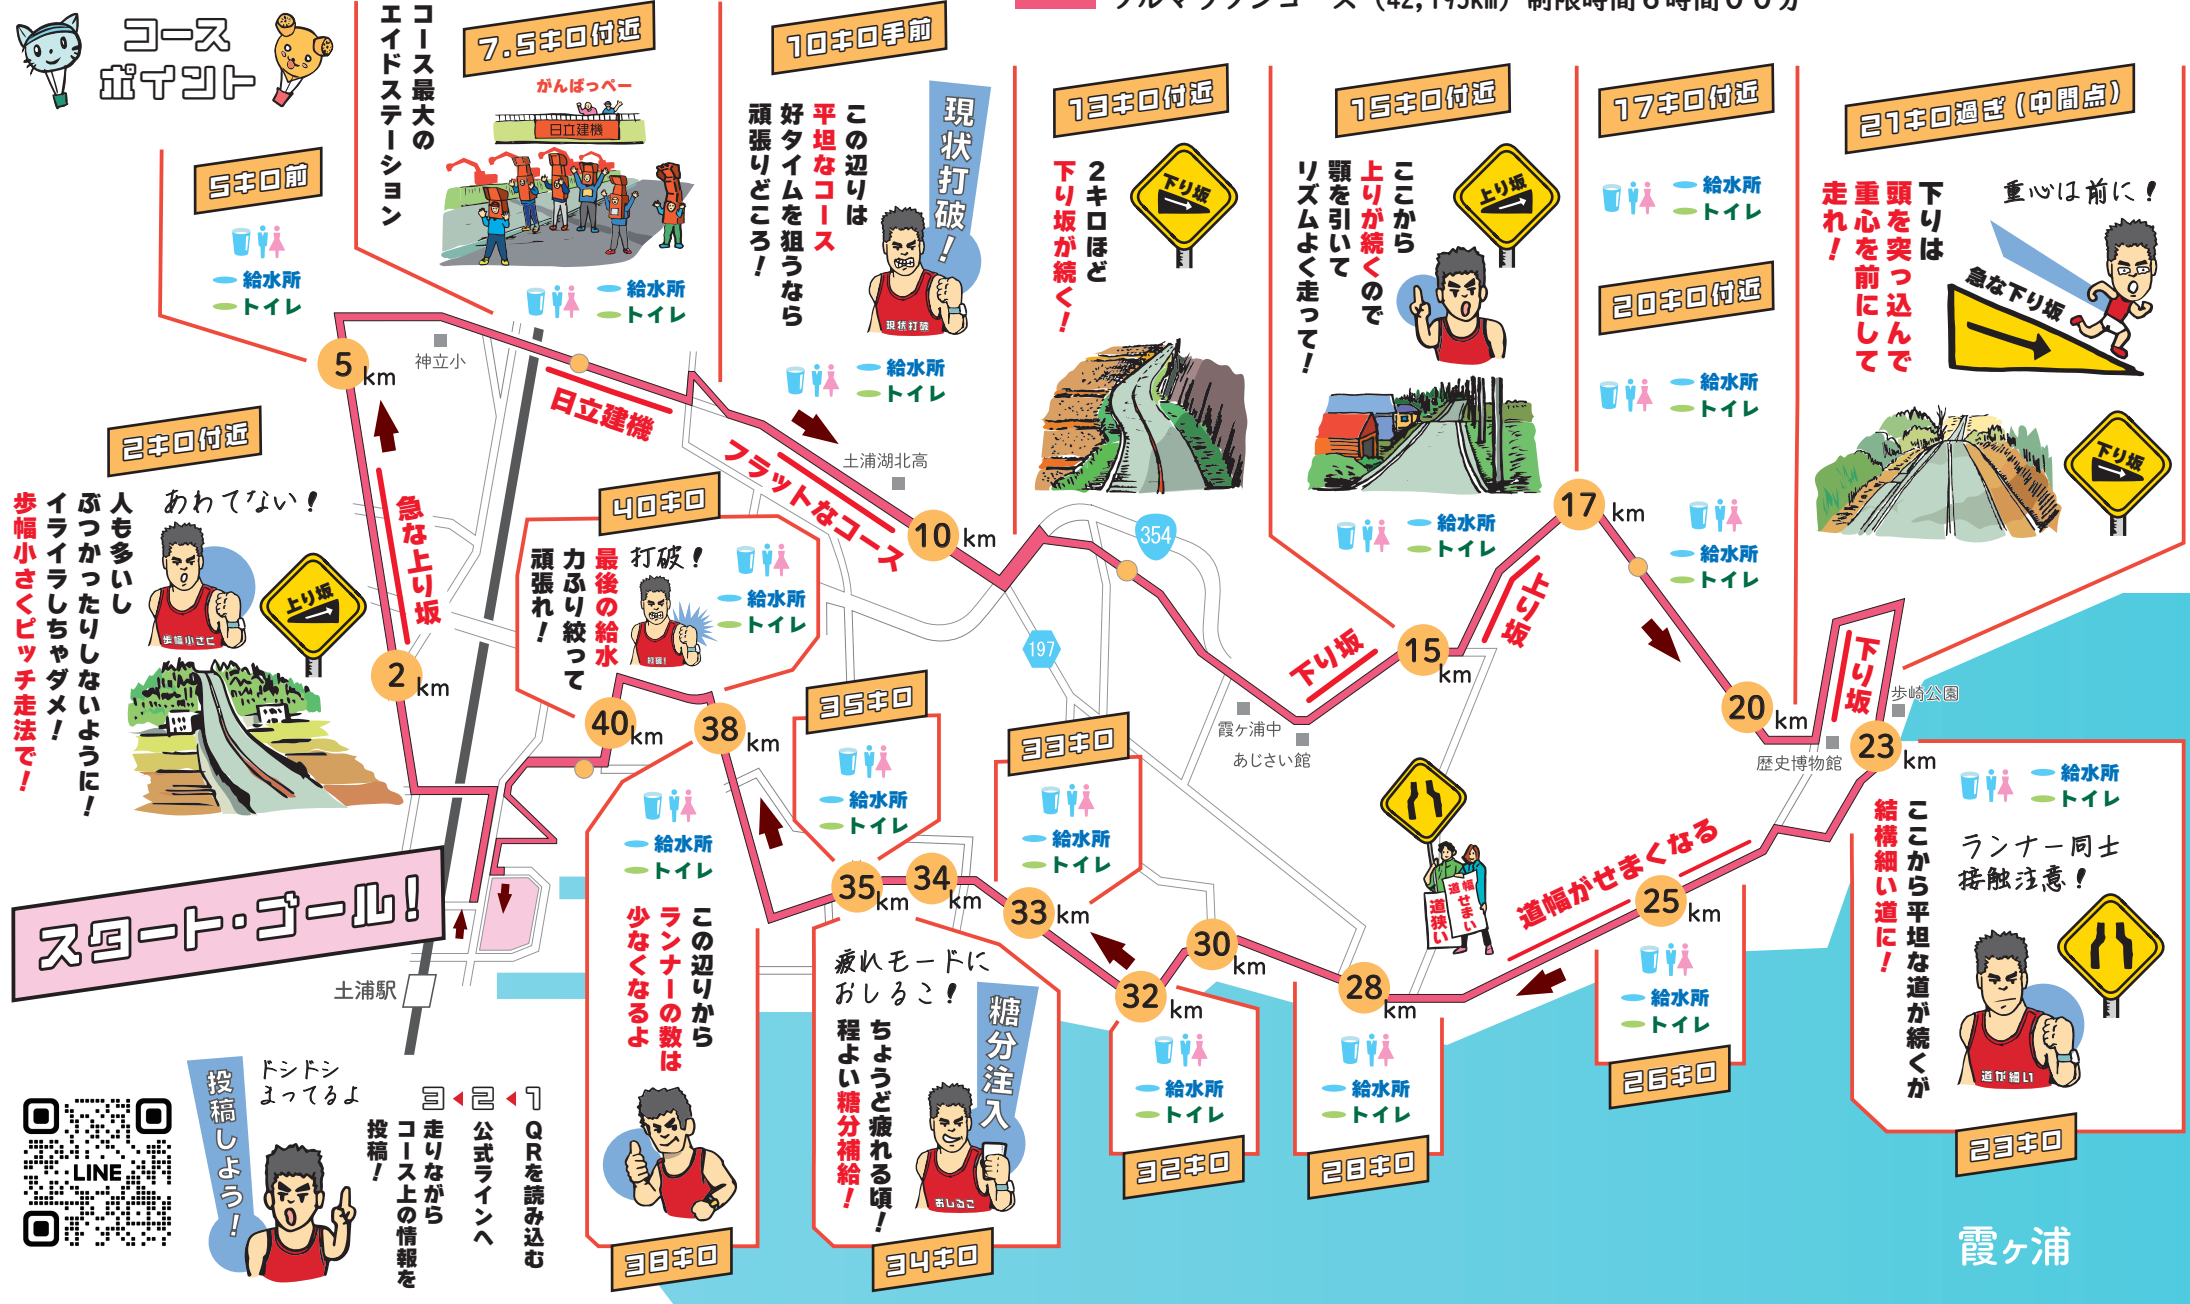 フルマラソンコース（42,195km）制限時間6時間00分
コース
ポイント
5キロ前
給水所
トイレ
コース最大の
エイドステーション
7.5キロ付近
がんばっぺー
日立建機
給水所
トイレ
10キロ手前
現状打破！
この辺りは
平坦なコース
好タイムを狙うなら
頑張りどころ！
現状打破
給水所
トイレ
13キロ付近
2キロほど
下り坂が続く！
下り坂
15キロ付近
ここから
上りが続くので
顎を引いて
リズムよく走って！
上り坂
給水所
トイレ
17キロ付近
給水所
トイレ
20キロ付近
給水所
トイレ
給水所
トイレ
21キロ過ぎ（中間点）
下りは
頭を突っ込んで
重心を前にして
走れ！
重心は前に！
急な下り坂
下り坂
2キロ付近
人も多いし
ぶつかったりしないように！
イライラしちゃダメ！
歩幅小さくピッチ走法で！
あわてない！
歩幅小さく
上り坂
5km
神立小
日立建機
急な上り坂
2km
フラットなコース
土浦湖北高
10km
354
197
40キロ
最後の給水
力ふり絞って
頑張れ！
打破！
打破！
給水所
トイレ
40km
38km
下り坂
15km
上り坂
17km
20km
下り坂
歩崎公園
歴史博物館
23km
霞ヶ浦中
あじさい館
35キロ
給水所
トイレ
33キロ
給水所
トイレ
35km
34km
33km
32km
30km
28km
25km
道幅がせまくなる
道幅せまい
道狭い
スタート・ゴール！
土浦駅
給水所
トイレ
この辺りから
ランナーの数は
少なくなるよ
38キロ
疲れモードに
おしるこ！
糖分注入
ちょうど疲れる頃！
程よい糖分補給！
おしるこ
34キロ
給水所
トイレ
32キロ
給水所
トイレ
28キロ
給水所
トイレ
26キロ
給水所
トイレ
ここから平坦な道が続くが
結構細い道に！
ランナー同士
接触注意！
道が細い
23キロ
霞ヶ浦
LINE
投稿しよう！
ドシドシ
まってるよ
1
QRを読み込む
2
公式ラインへ
3
走りながら
コース上の情報を
投稿！